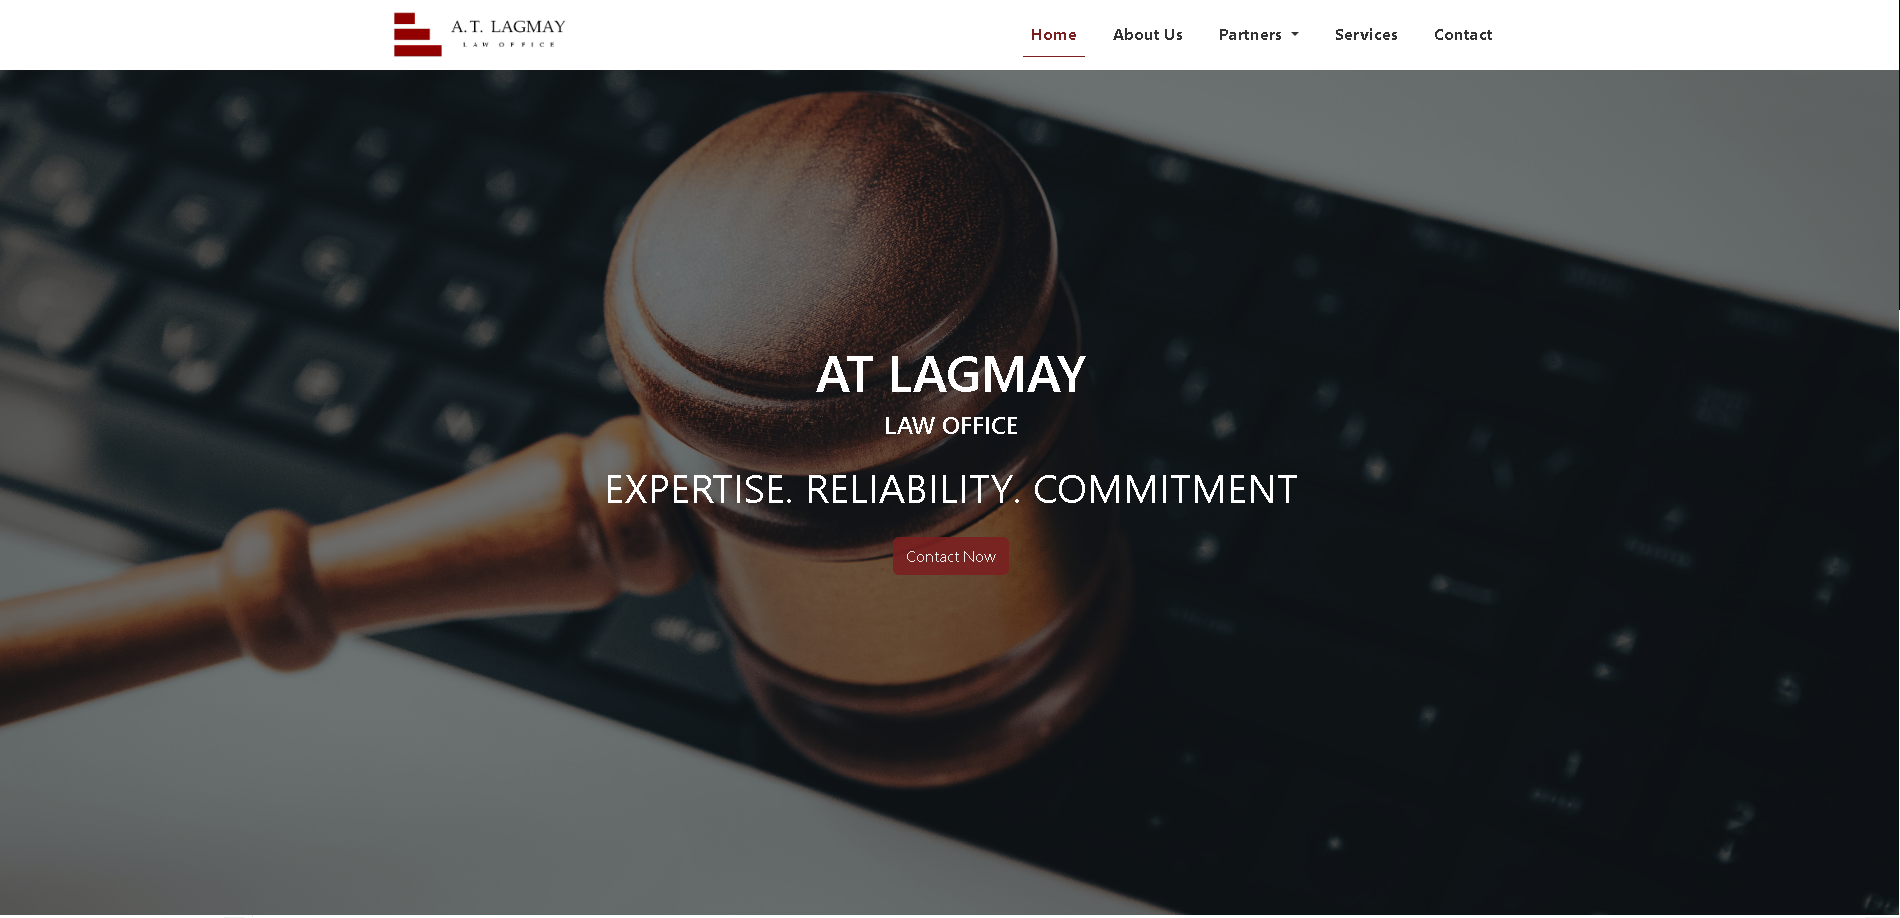 A.T. LAGMAY
LAW OFFICE
Home About Us Partners Services Contact
AT LAGMAY
LAW OFFICE
EXPERTISE. RELIABILITY. COMMITMENT
Contact Now